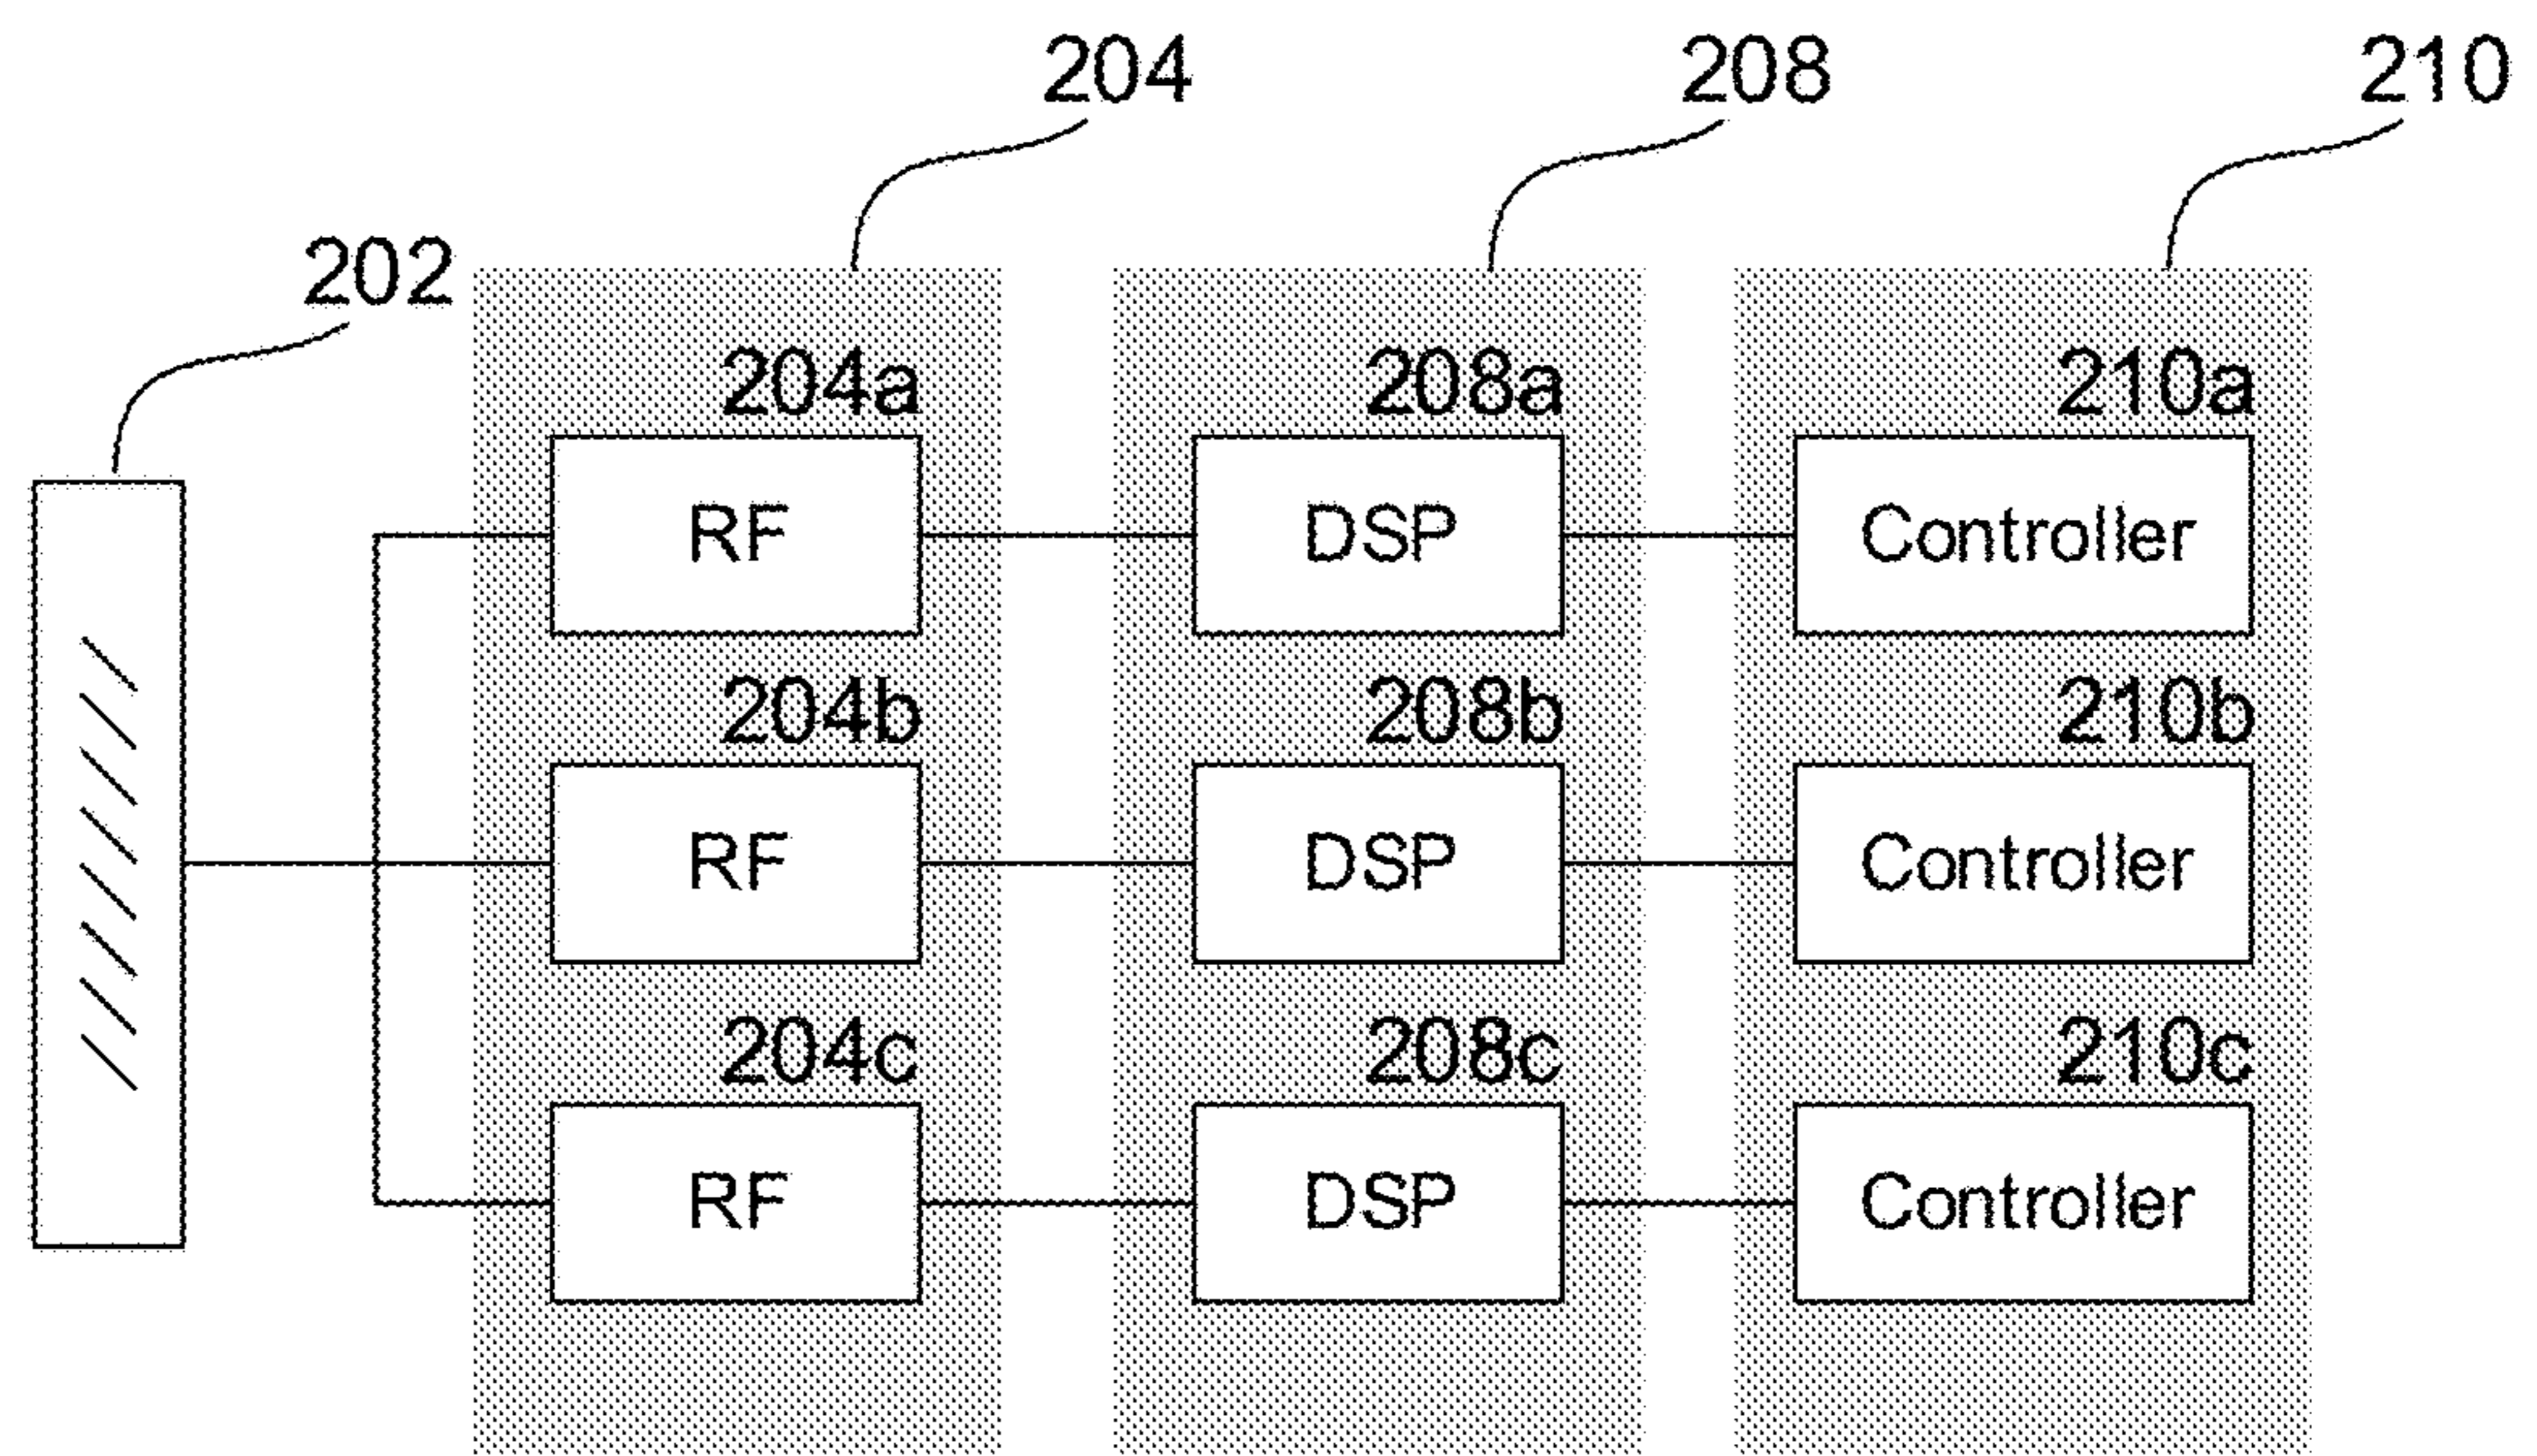 204 208 210
202
204a 208a 210a
RF DSP Controller
204b 208b 210b
RF DSP Controller
204c 208c 210c
RF DSP Controller